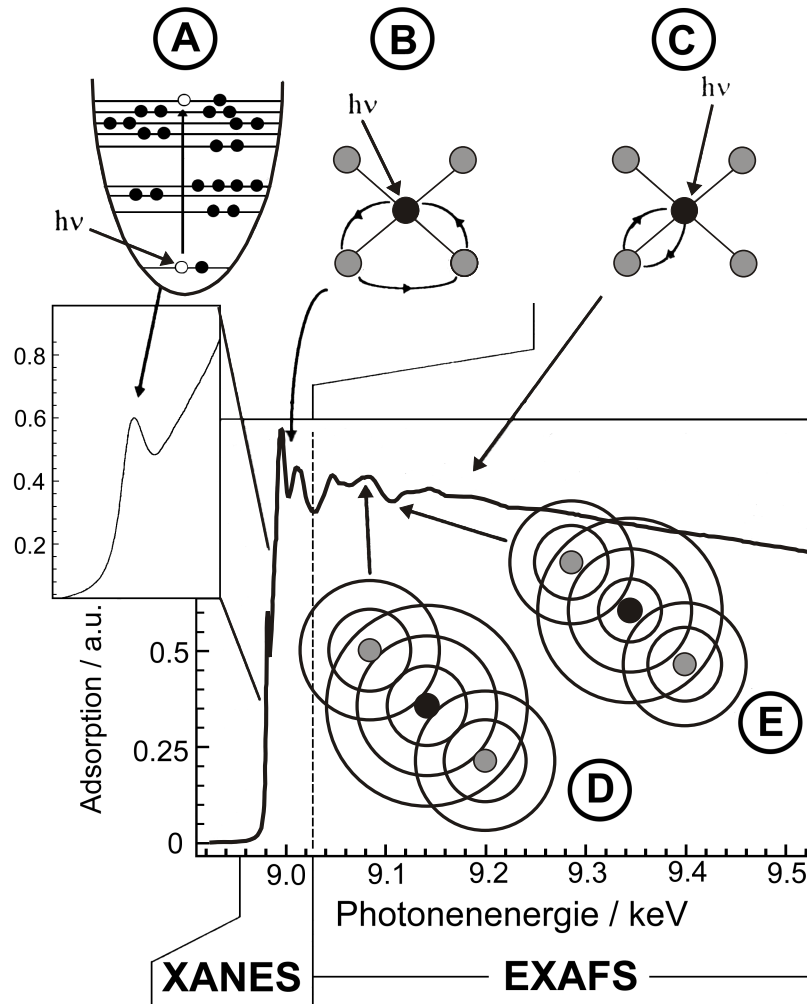 A
B
C
hν
hν
hν
0.8
0.6
0.4
0.2
Adsorption / a.u.
0.5
0.25
0
D
E
9.0
9.1
9.2
9.3
9.4
9.5
Photonenenergie / keV
XANES
EXAFS